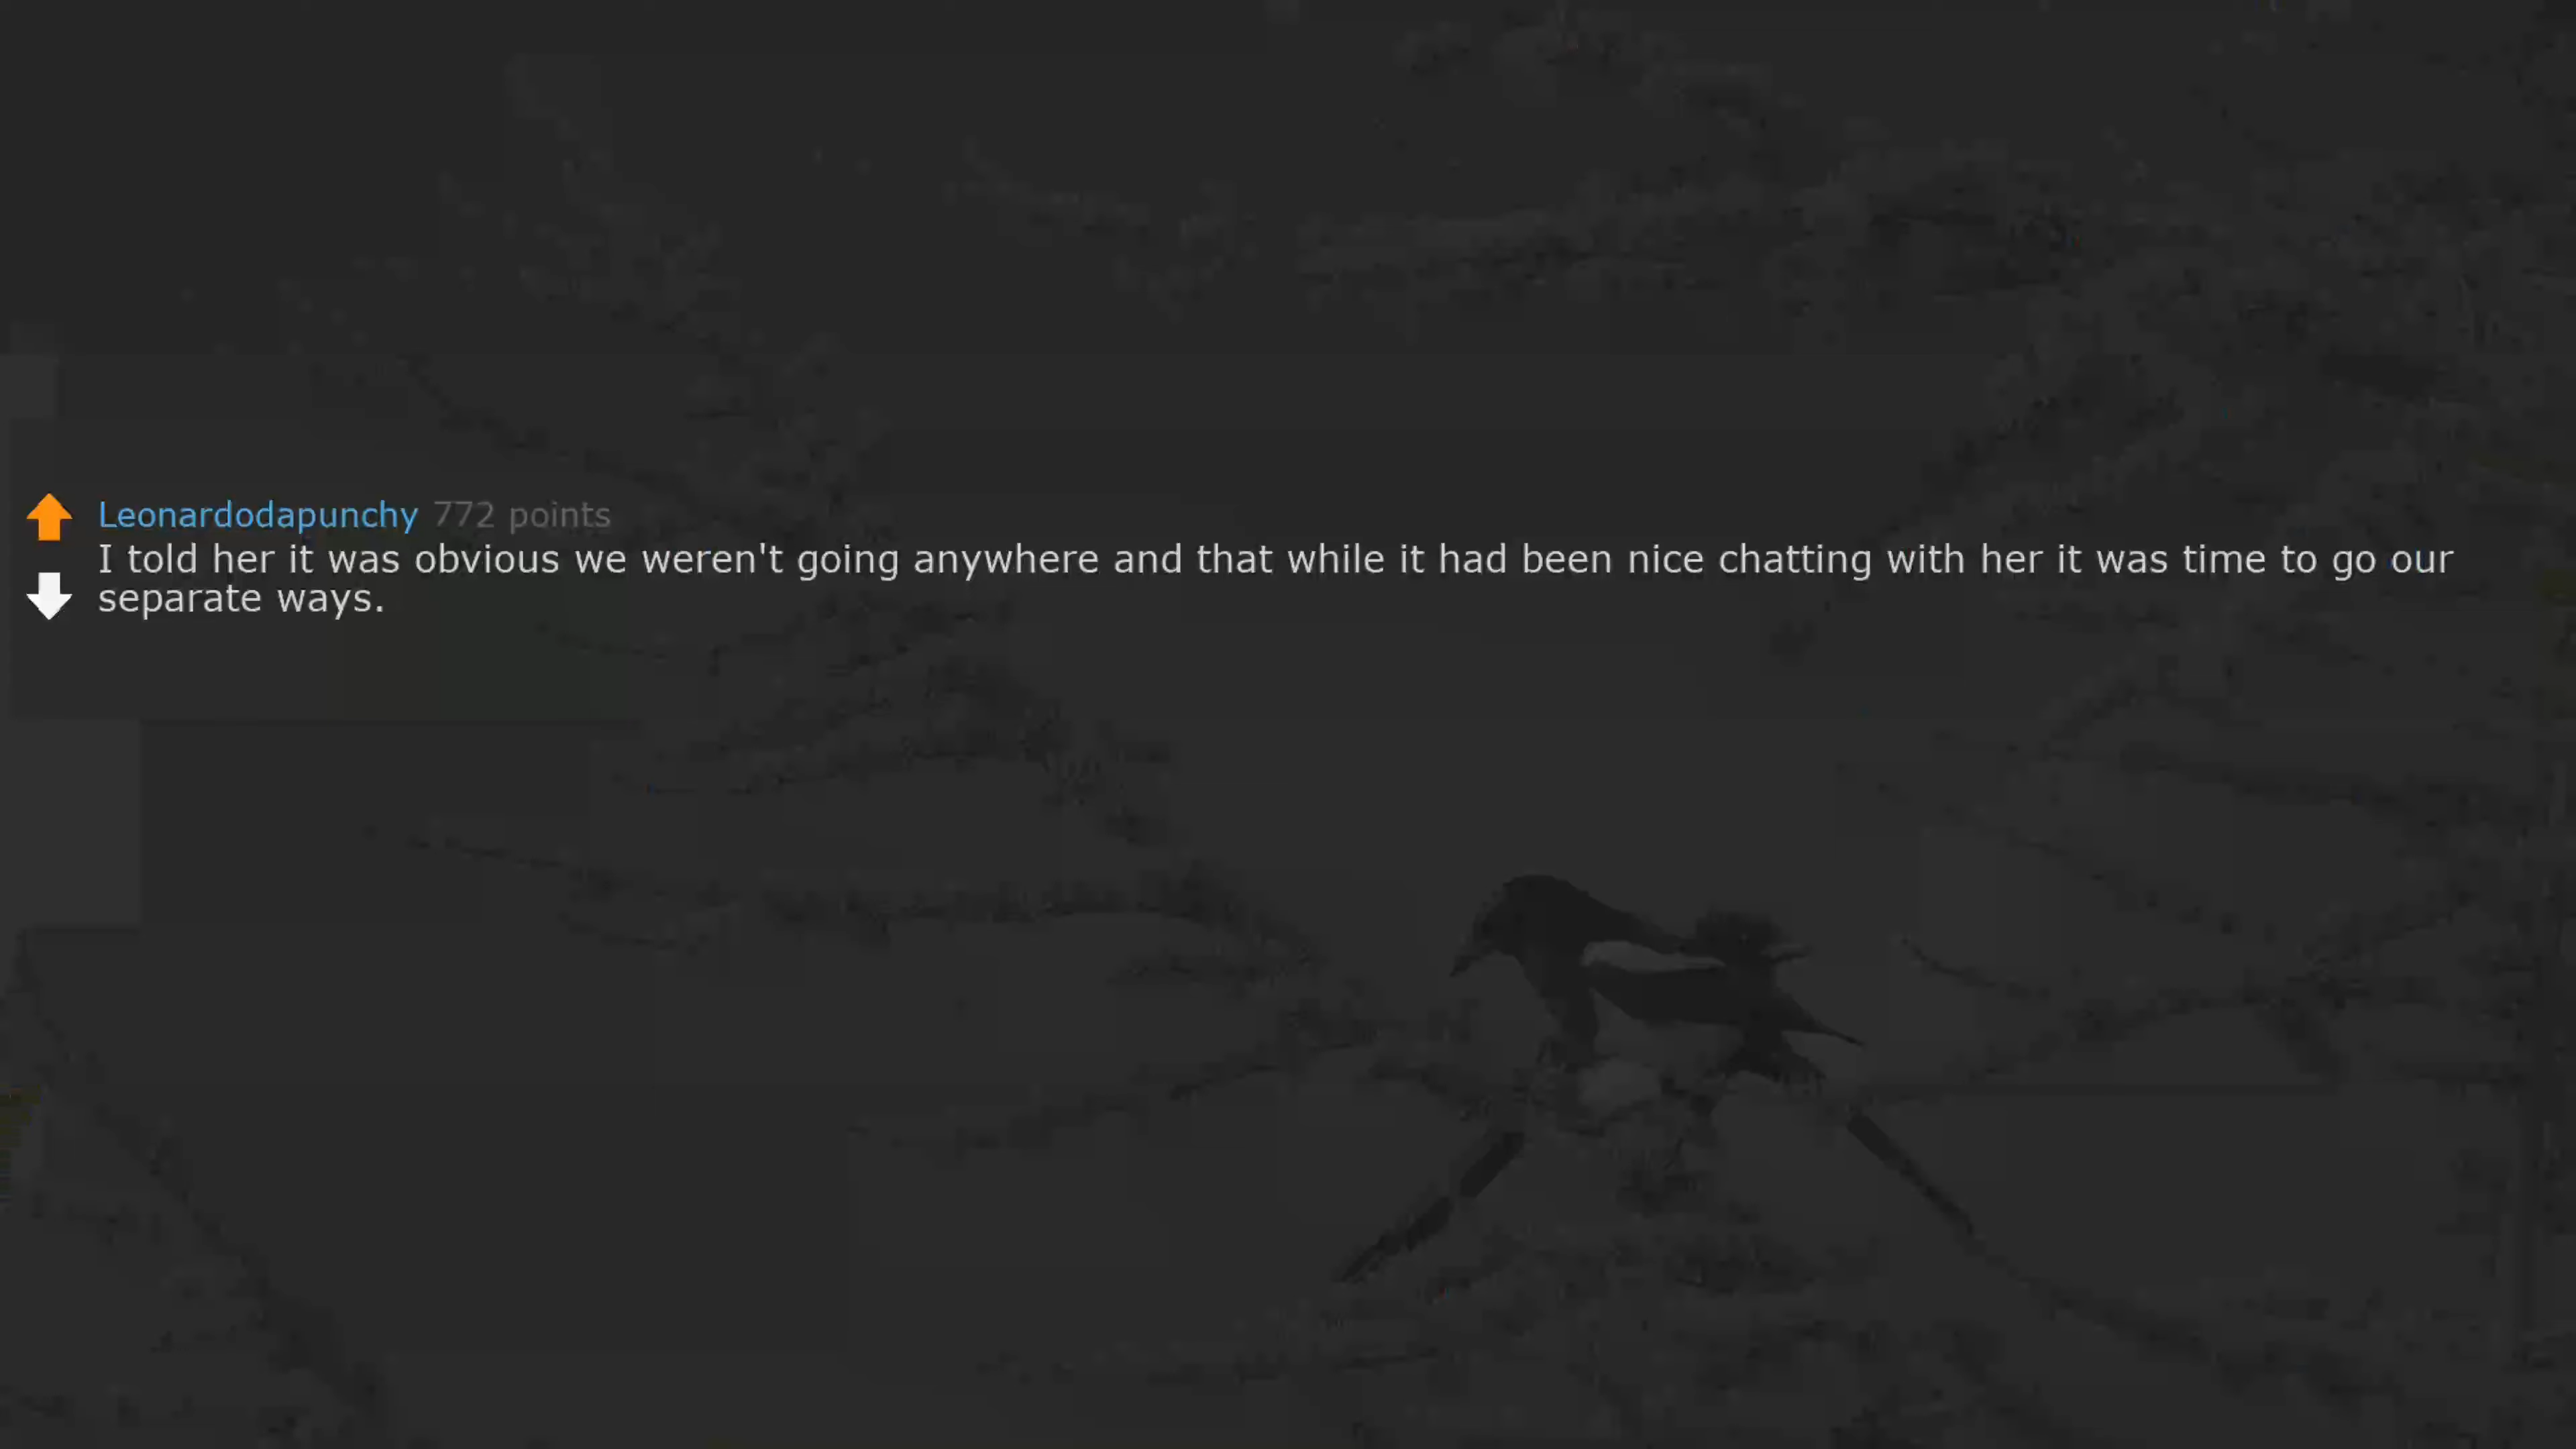 Leonardodapunchy 772 points
I told her it was obvious we weren't going anywhere and that while it had been nice chatting with her it was time to go our
separate ways.